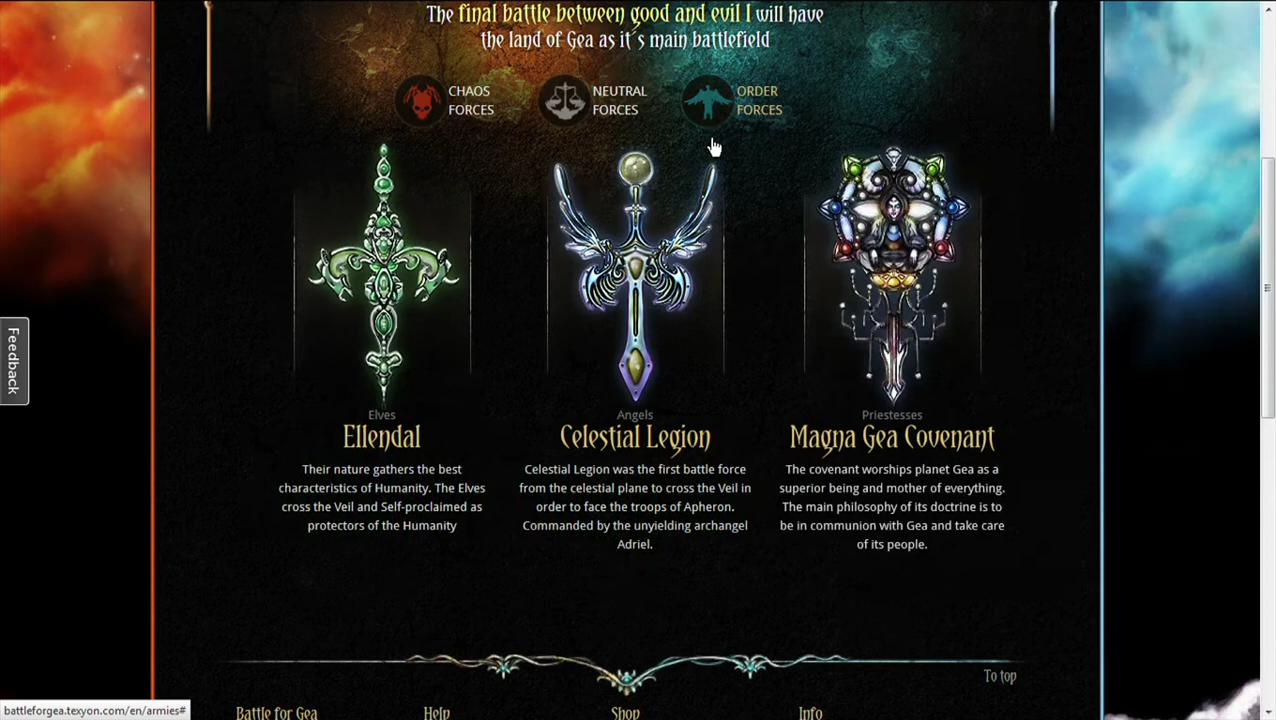 The final battle between good and evil I will have
the land of Gea as it´s main battlefield
CHAOS
FORCES
NEUTRAL
FORCES
ORDER
FORCES
Feedback
Elves
Ellendal
Their nature gathers the best
characteristics of Humanity. The Elves
cross the Veil and Self-proclaimed as
protectors of the Humanity
Angels
Celestial Legion
Celestial Legion was the first battle force
from the celestial plane to cross the Veil in
order to face the troops of Apheron.
Commanded by the unyielding archangel
Adriel.
Priestesses
Magna Gea Covenant
The covenant worships planet Gea as a
superior being and mother of everything.
The main philosophy of its doctrine is to
be in communion with Gea and take care
of its people.
To top
battleforgea.texyon.com/en/armies#
Battle for Gea
Help
Shop
Info